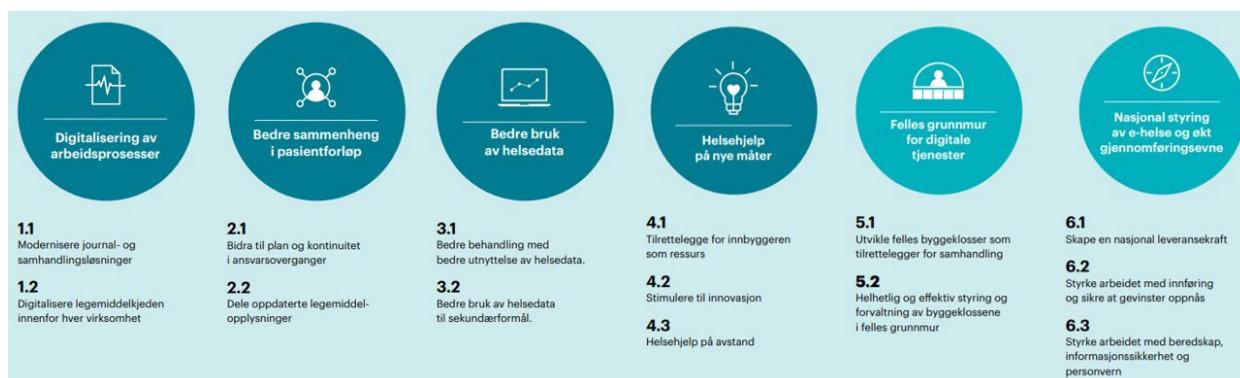 Digitalisering av
arbeidsprosesser
1.1
Modernisere journal- og
samhandlingsløsninger
1.2
Digitalisere legemiddelkjeden
innenfor hver virksomhet
Bedre sammenheng
i pasientforløp
2.1
Bidra til plan og kontinuitet
i ansvarsoverganger
2.2
Dele oppdaterte legemiddel-
opplysninger
Bedre bruk
av helsedata
3.1
Bedre behandling med
bedre utnyttelse av helsedata.
3.2
Bedre bruk av helsedata
til sekundærformål.
Helsehjelp
på nye måter
4.1
Tilrettelegge for innbyggeren
som ressurs
4.2
Stimulere til innovasjon
4.3
Helsehjelp på avstand
Felles grunnmur
for digitale
tjenester
5.1
Utvikle felles byggeklosser som
tilrettelegger for samhandling
5.2
Helhetlig og effektiv styring og
forvaltning av byggeklossene
i felles grunnmur
Nasjonal styring
av e-helse og økt
gjennomføringsevne
6.1
Skape en nasjonal leveransekraft
6.2
Styrke arbeidet med innføring
og sikre at gevinster oppnås
6.3
Styrke arbeidet med beredskap,
informasjonssikkerhet og
personvern